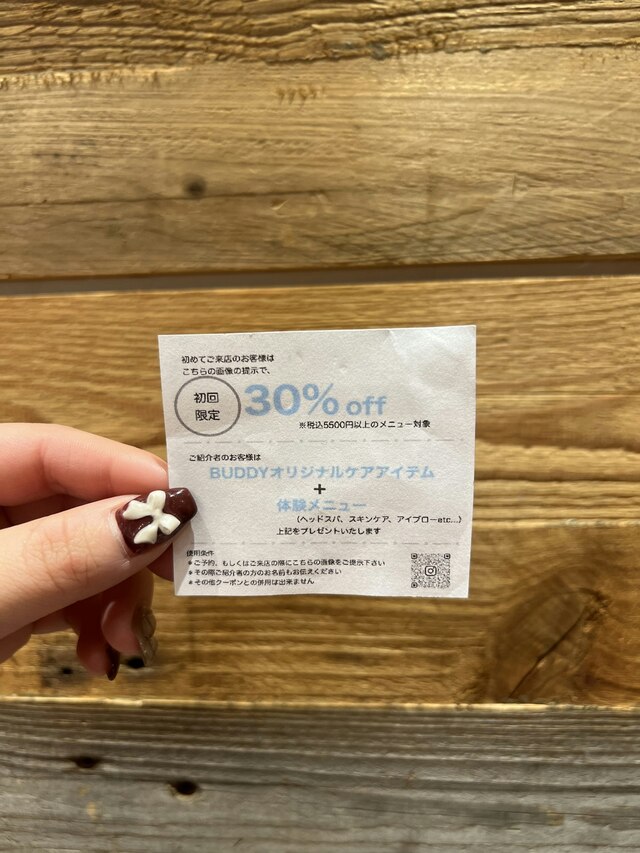 初めてご来店のお客様は
こちらの画像の提示で、
初回
限定
30% off
※税込5500円以上のメニュー対象
ご紹介者のお客様は
BUDDYオリジナルケアアイテム
+
体験メニュー
(ヘッドスパ、スキンケア、アイブローetc...)
上記をプレゼントいたします
使用条件
*ご予約、もしくはご来店の際にこちらの画像をご提示下さい
*その際ご紹介者の方のお名前もお伝えください
*その他クーポンとの併用は出来ません